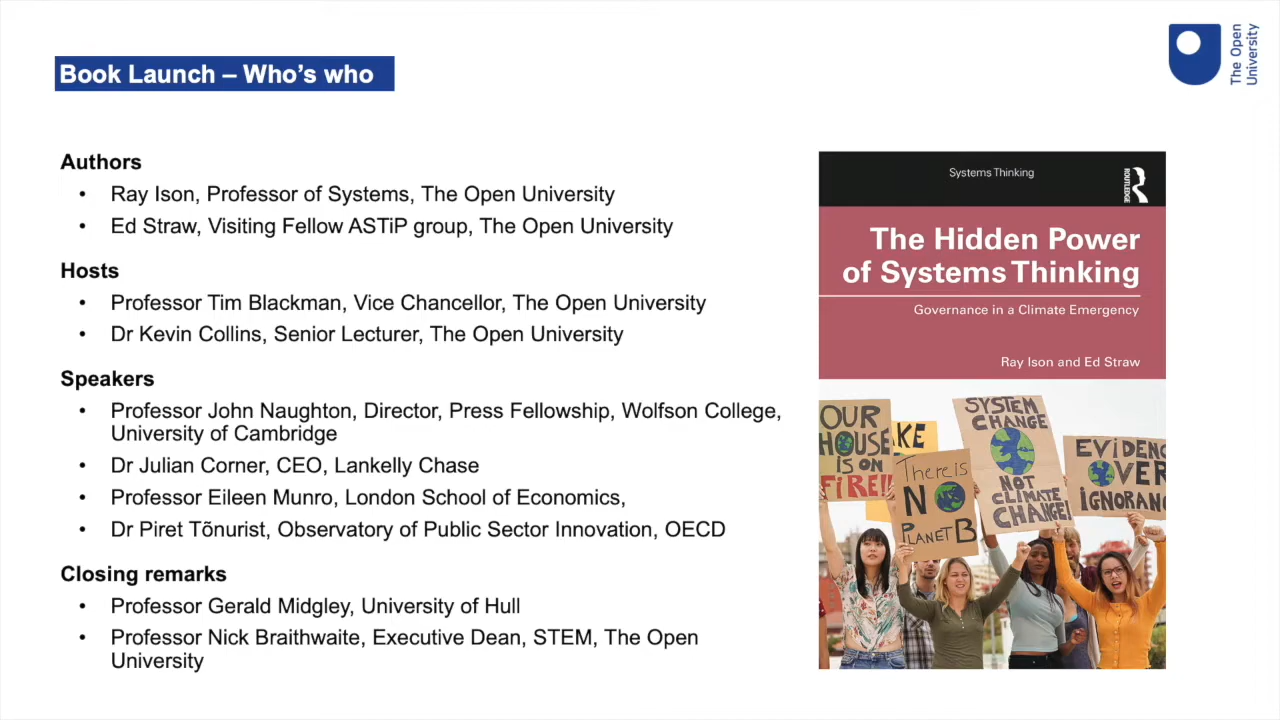 Book Launch – Who's who
The Open
University
Authors
• Ray Ison, Professor of Systems, The Open University
• Ed Straw, Visiting Fellow ASTiP group, The Open University
Hosts
• Professor Tim Blackman, Vice Chancellor, The Open University
• Dr Kevin Collins, Senior Lecturer, The Open University
Speakers
• Professor John Naughton, Director, Press Fellowship, Wolfson College,
University of Cambridge
• Dr Julian Corner, CEO, Lankelly Chase
• Professor Eileen Munro, London School of Economics,
• Dr Piret Tõnurist, Observatory of Public Sector Innovation, OECD
Closing remarks
• Professor Gerald Midgley, University of Hull
• Professor Nick Braithwaite, Executive Dean, STEM, The Open
University
Systems Thinking
ROUTLEDGE
The Hidden Power
of Systems Thinking
Governance in a Climate Emergency
Ray Ison and Ed Straw
OUR
HOUSE
IS ON
FIRE!!
KE
There is
NO
PLANET B
SYSTEM
CHANGE
NOT
CLIMATE
CHANGE!
EVIDENC
OVER
IGNORAN